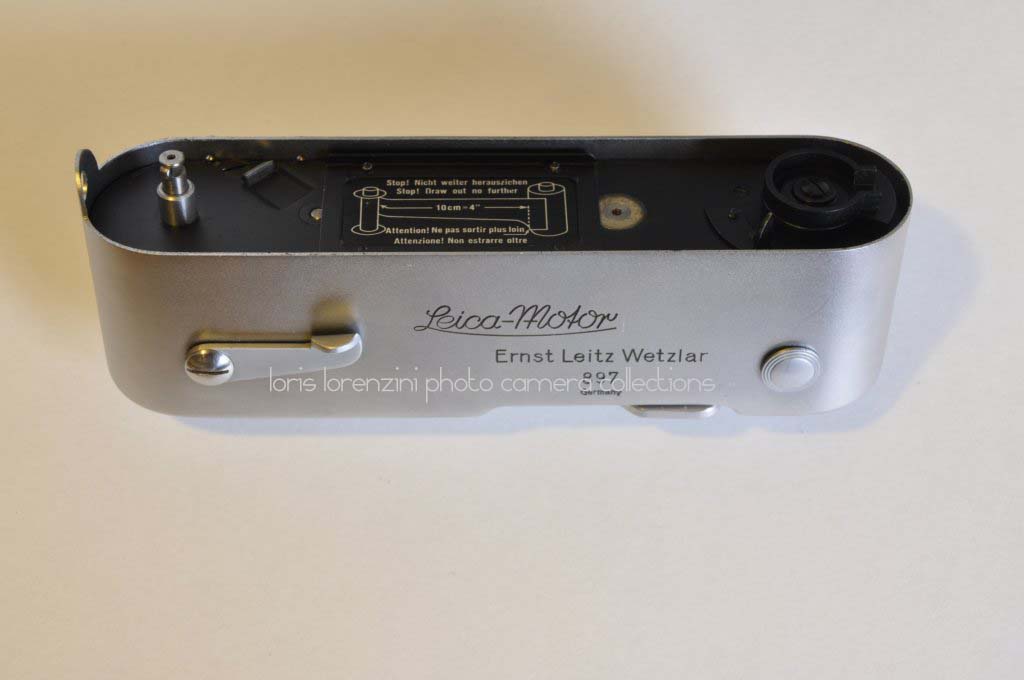 Stop! Nicht weiter herausziehen
Stop! Draw out no further
10cm=4"
Attention! Ne pas sortir plus loin
Attenzione! Non estrarre oltre
Leica-Motor
Ernst Leitz Wetzlar
897
Germany
loris lorenzini photo camera collections